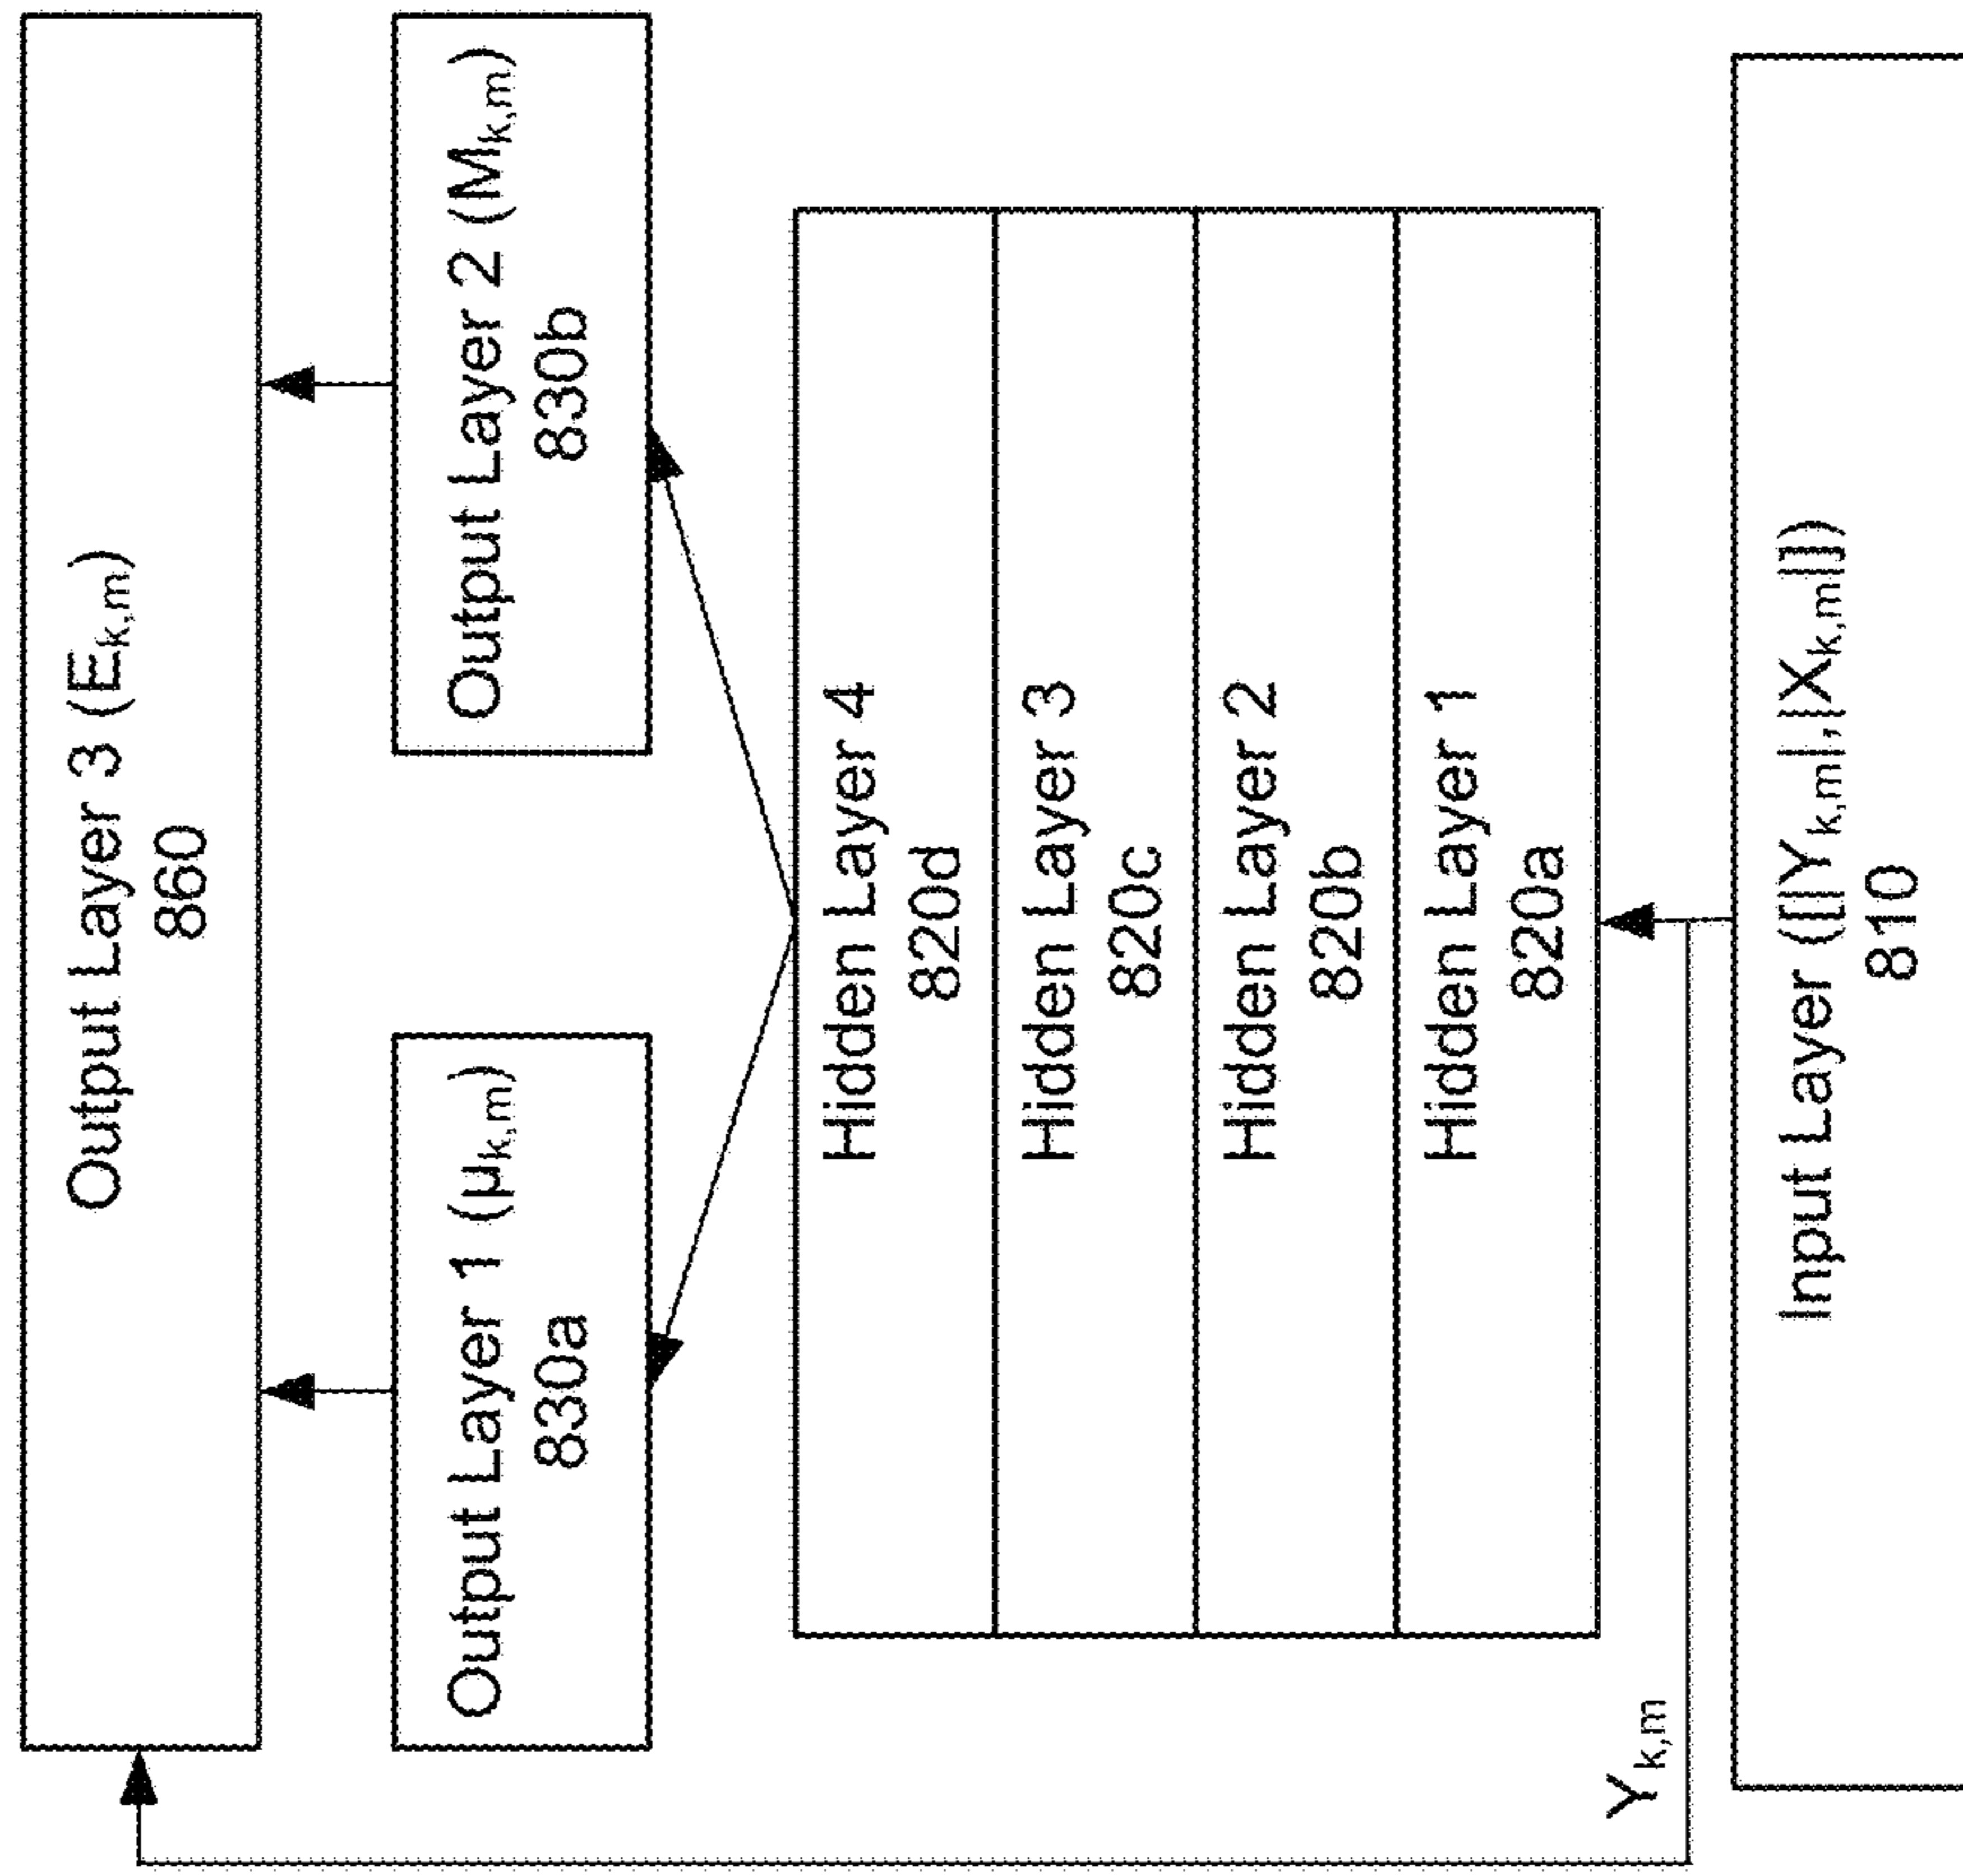 Output Layer 3 (E_k,m)
860
Output Layer 1 (μ_k,m)
830a
Output Layer 2 (M_k,m)
830b
Hidden Layer 4
820d
Hidden Layer 3
820c
Hidden Layer 2
820b
Hidden Layer 1
820a
Y_k,m
Input Layer ([|Y_k,m|,|X_k,m|])
810